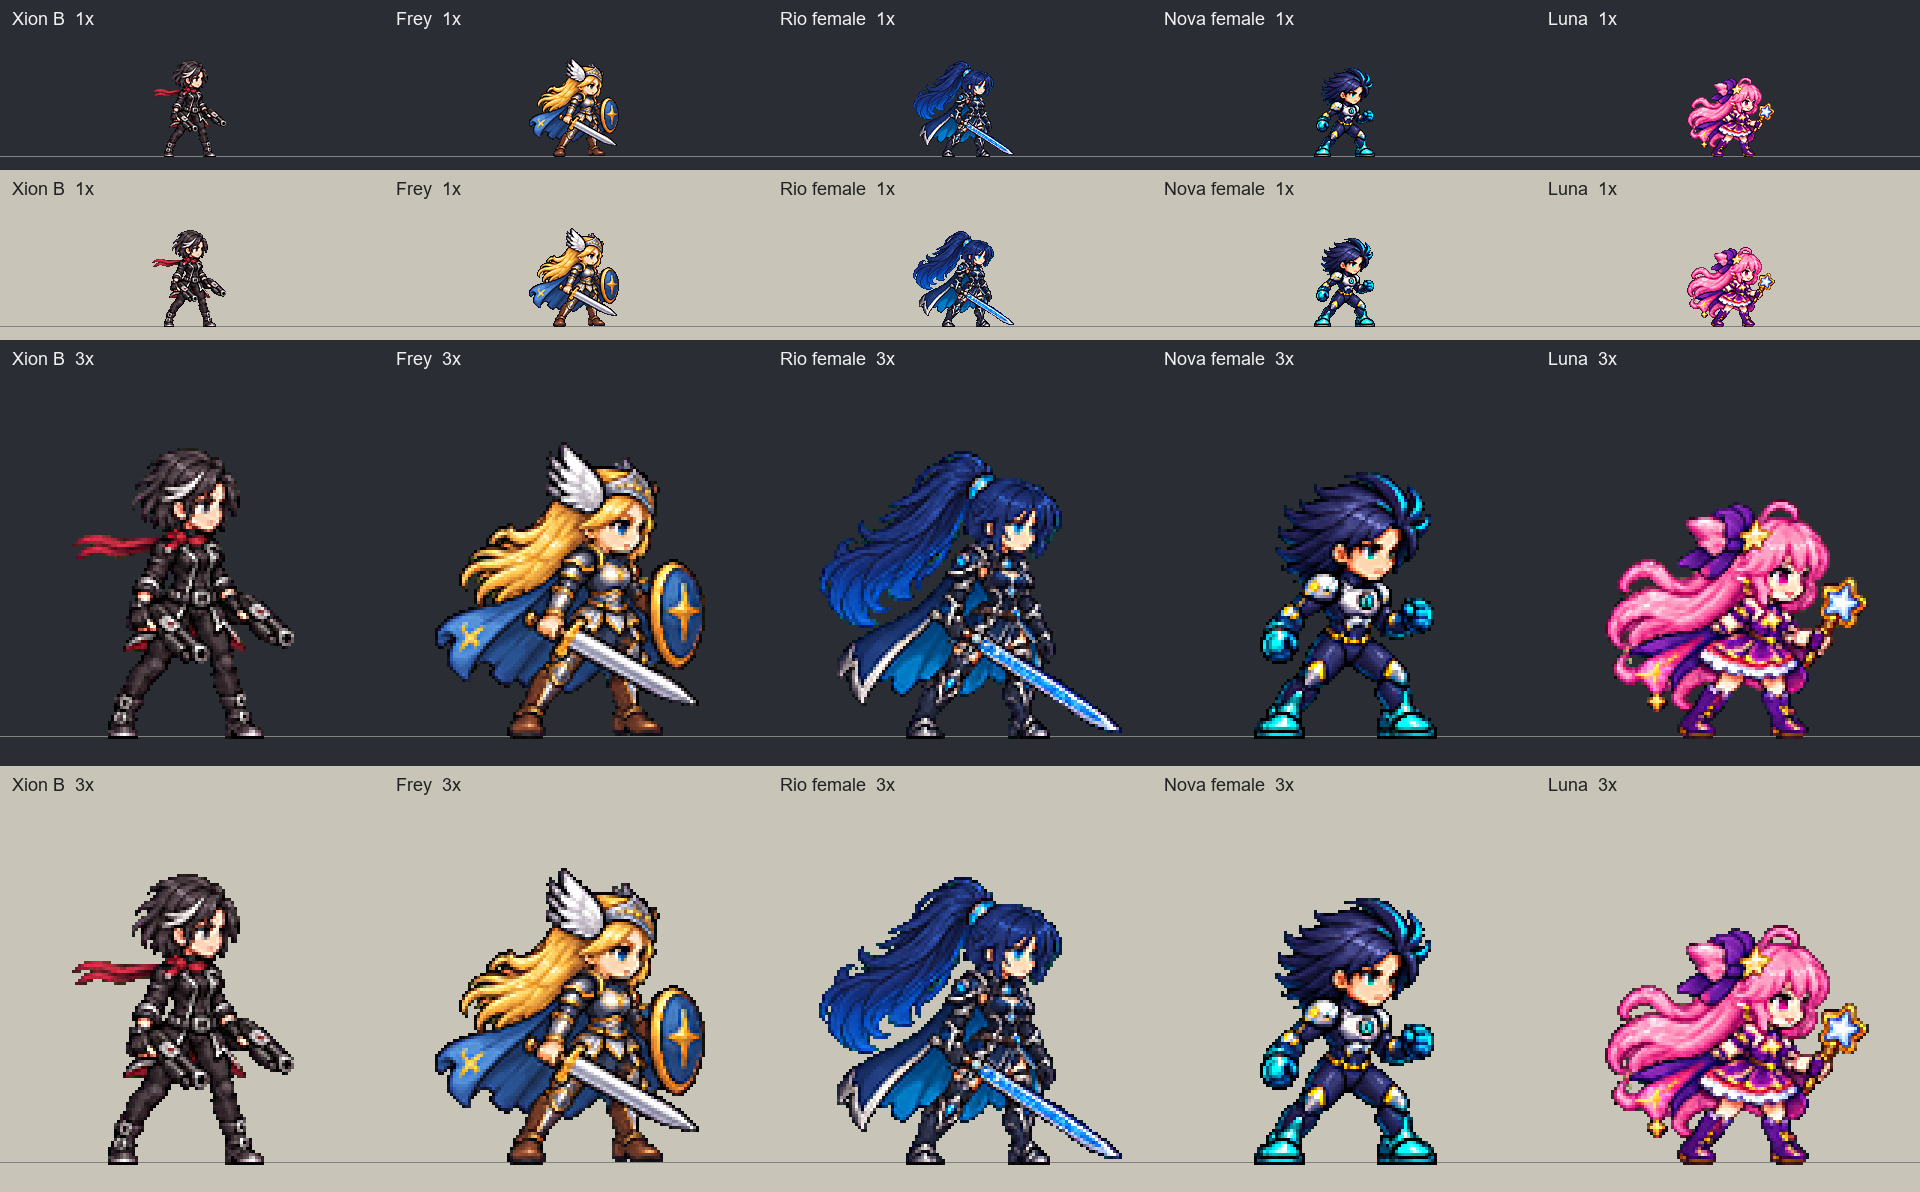 Xion B 1x
Frey 1x
Rio female 1x
Nova female 1x
Luna 1x
Xion B 1x
Frey 1x
Rio female 1x
Nova female 1x
Luna 1x
Xion B 3x
Frey 3x
Rio female 3x
Nova female 3x
Luna 3x
Xion B 3x
Frey 3x
Rio female 3x
Nova female 3x
Luna 3x